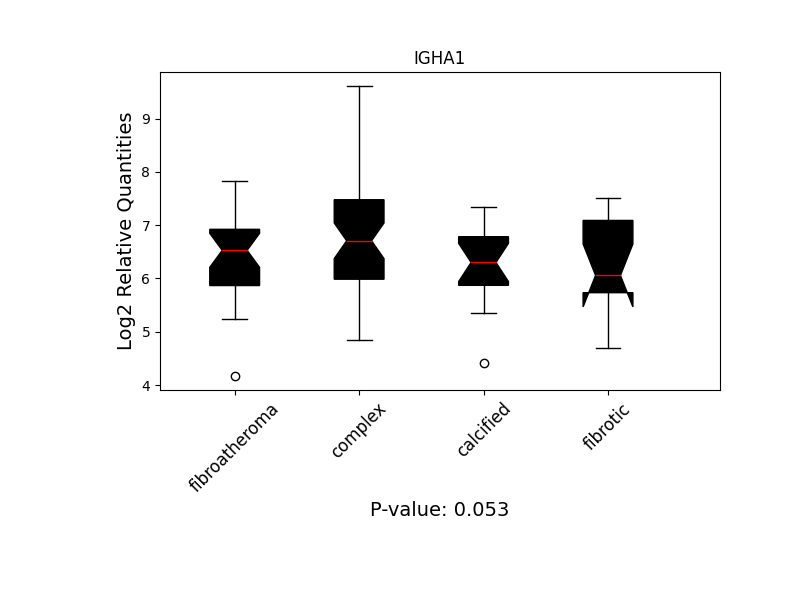 IGHA1
Log2 Relative Quantities
9
8
7
6
5
4
fibroatheroma
complex
calcified
fibrotic
P-value: 0.053